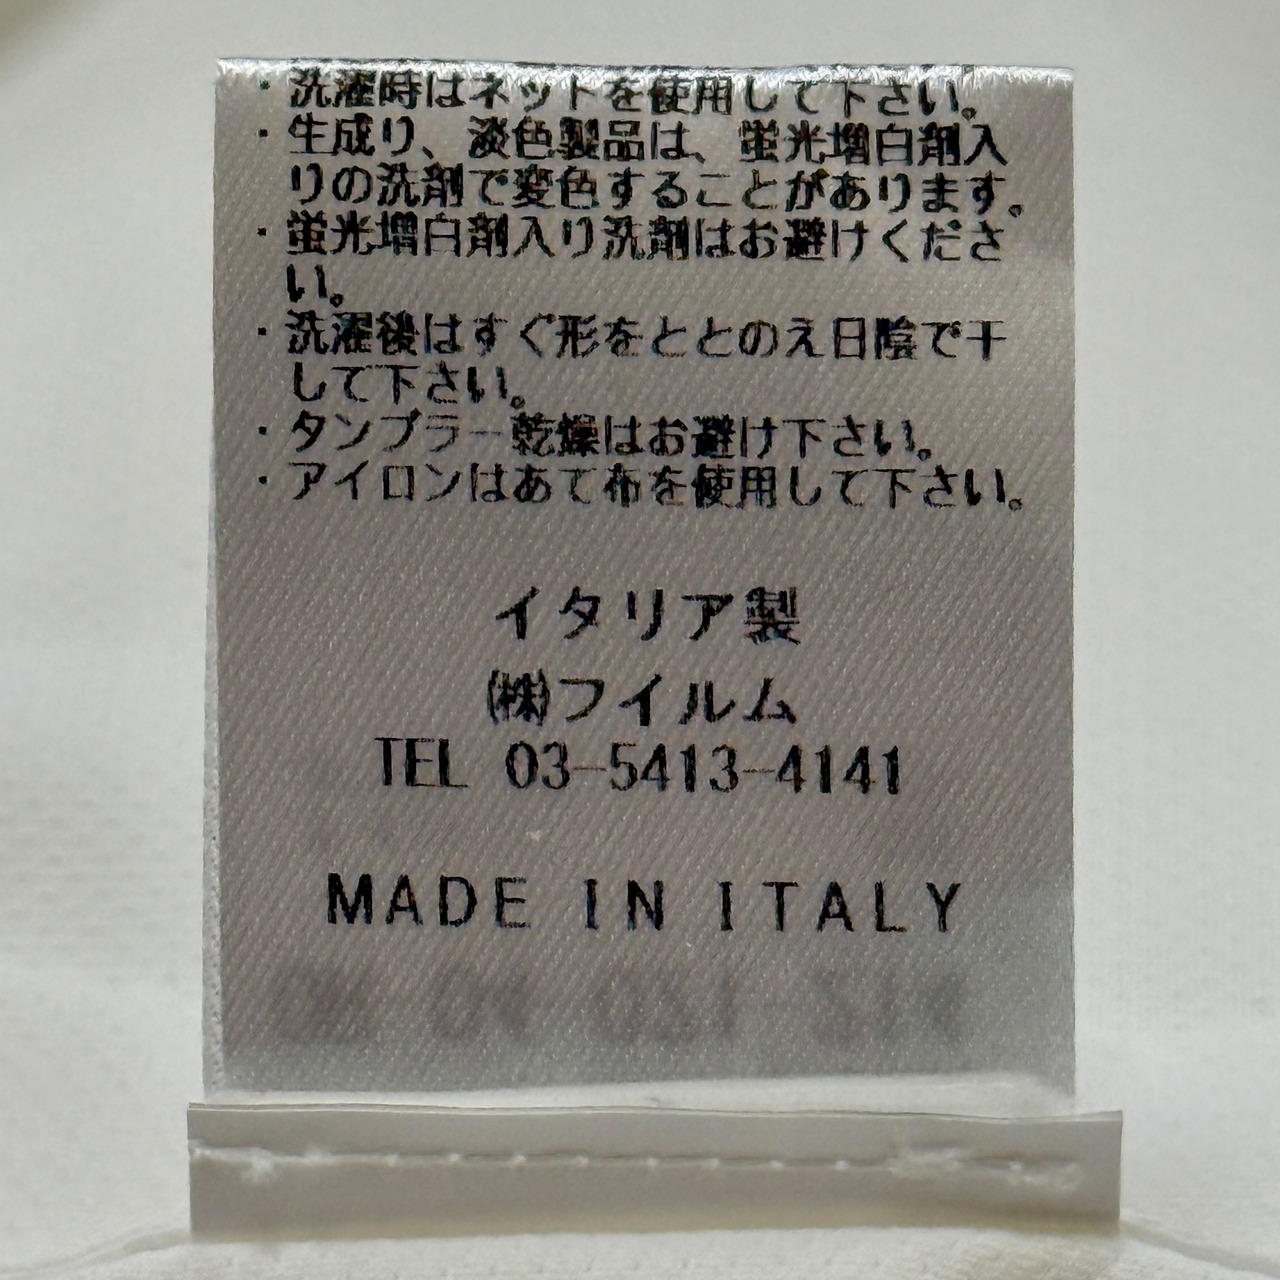 ・洗濯時はネットを使用して下さい。
・生成り、淡色製品は、蛍光増白剤入
りの洗剤で変色することがあります。
・蛍光増白剤入り洗剤はお避けくださ
い。
・洗濯後はすぐ形をととのえ日陰で干
して下さい。
・タンブラー乾燥はお避け下さい。
・アイロンはあて布を使用して下さい。
イタリア製
㈱フイルム
TEL 03-5413-4141
MADE IN ITALY